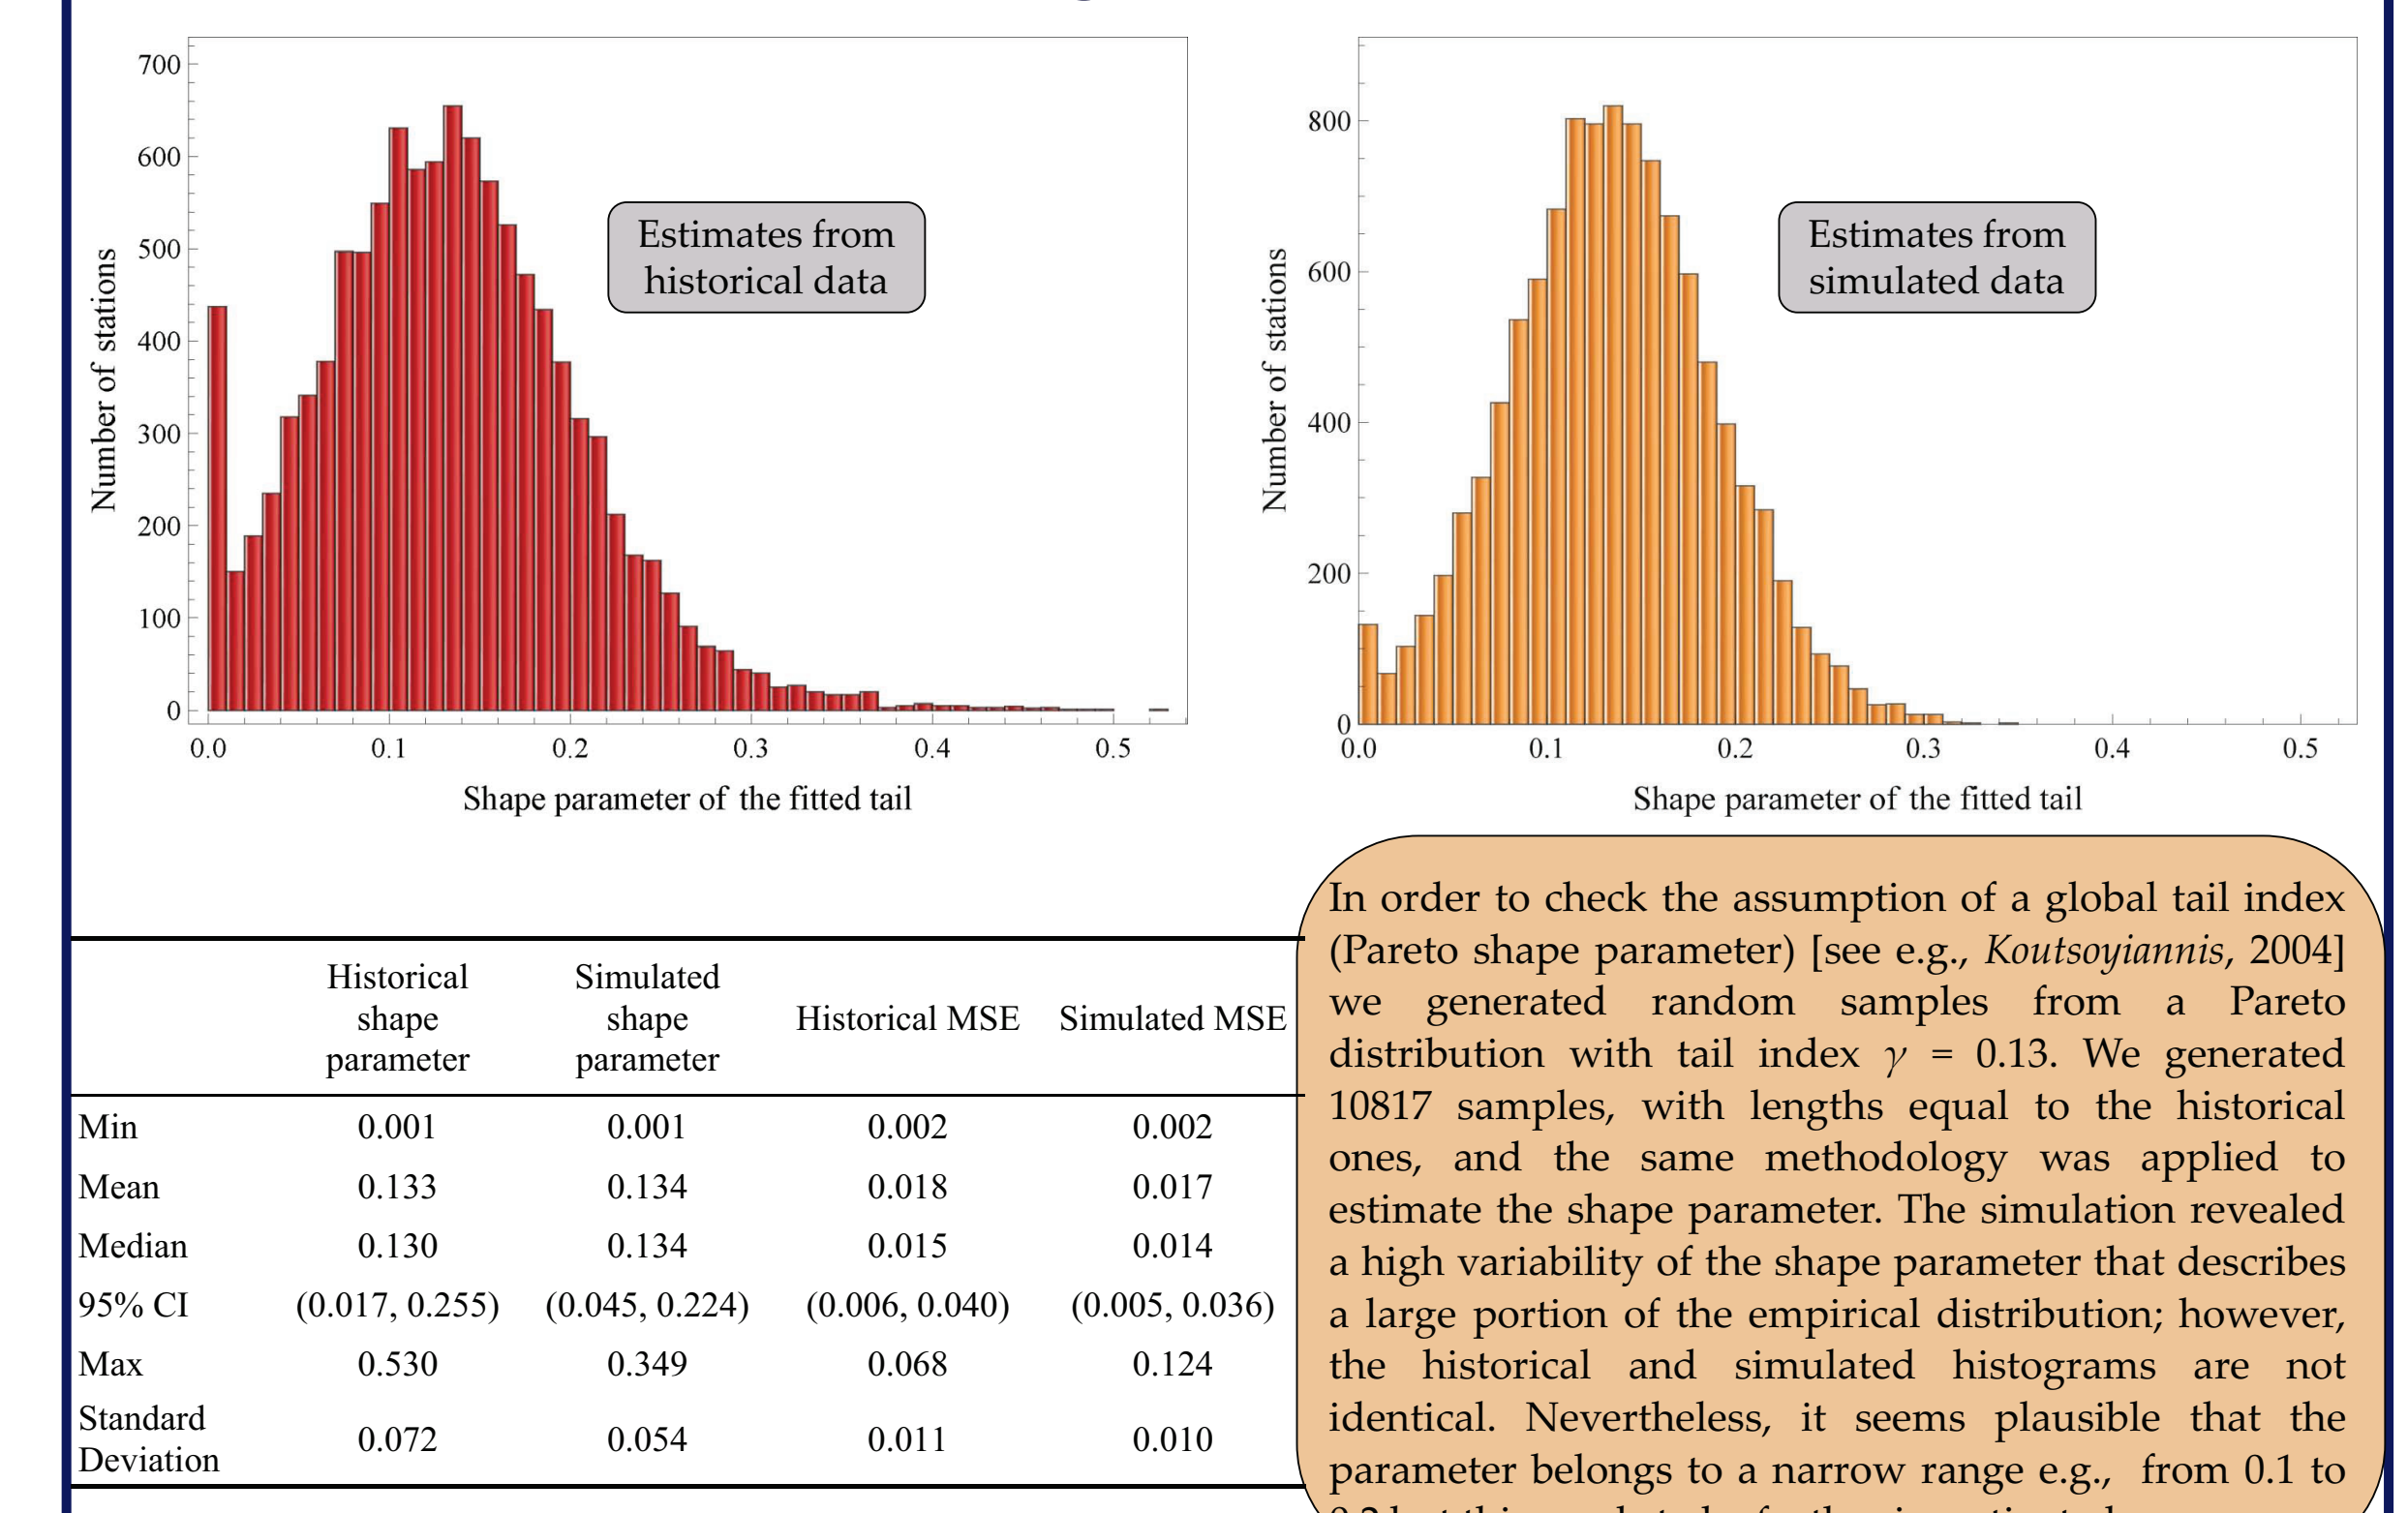 700
600
500
400
300
200
100
0
Number of stations
Estimates from
historical data
0.0 0.1 0.2 0.3 0.4 0.5
Shape parameter of the fitted tail
800
600
400
200
0
Number of stations
Estimates from
simulated data
0.0 0.1 0.2 0.3 0.4 0.5
Shape parameter of the fitted tail
Historical shape parameter Simulated shape parameter Historical MSE Simulated MSE
Min 0.001 0.001 0.002 0.002
Mean 0.133 0.134 0.018 0.017
Median 0.130 0.134 0.015 0.014
95% CI (0.017, 0.255) (0.045, 0.224) (0.006, 0.040) (0.005, 0.036)
Max 0.530 0.349 0.068 0.124
Standard Deviation 0.072 0.054 0.011 0.010
In order to check the assumption of a global tail index
(Pareto shape parameter) [see e.g., Koutsoyiannis, 2004]
we generated random samples from a Pareto
distribution with tail index γ = 0.13. We generated
10817 samples, with lengths equal to the historical
ones, and the same methodology was applied to
estimate the shape parameter. The simulation revealed
a high variability of the shape parameter that describes
a large portion of the empirical distribution; however,
the historical and simulated histograms are not
identical. Nevertheless, it seems plausible that the
parameter belongs to a narrow range e.g., from 0.1 to